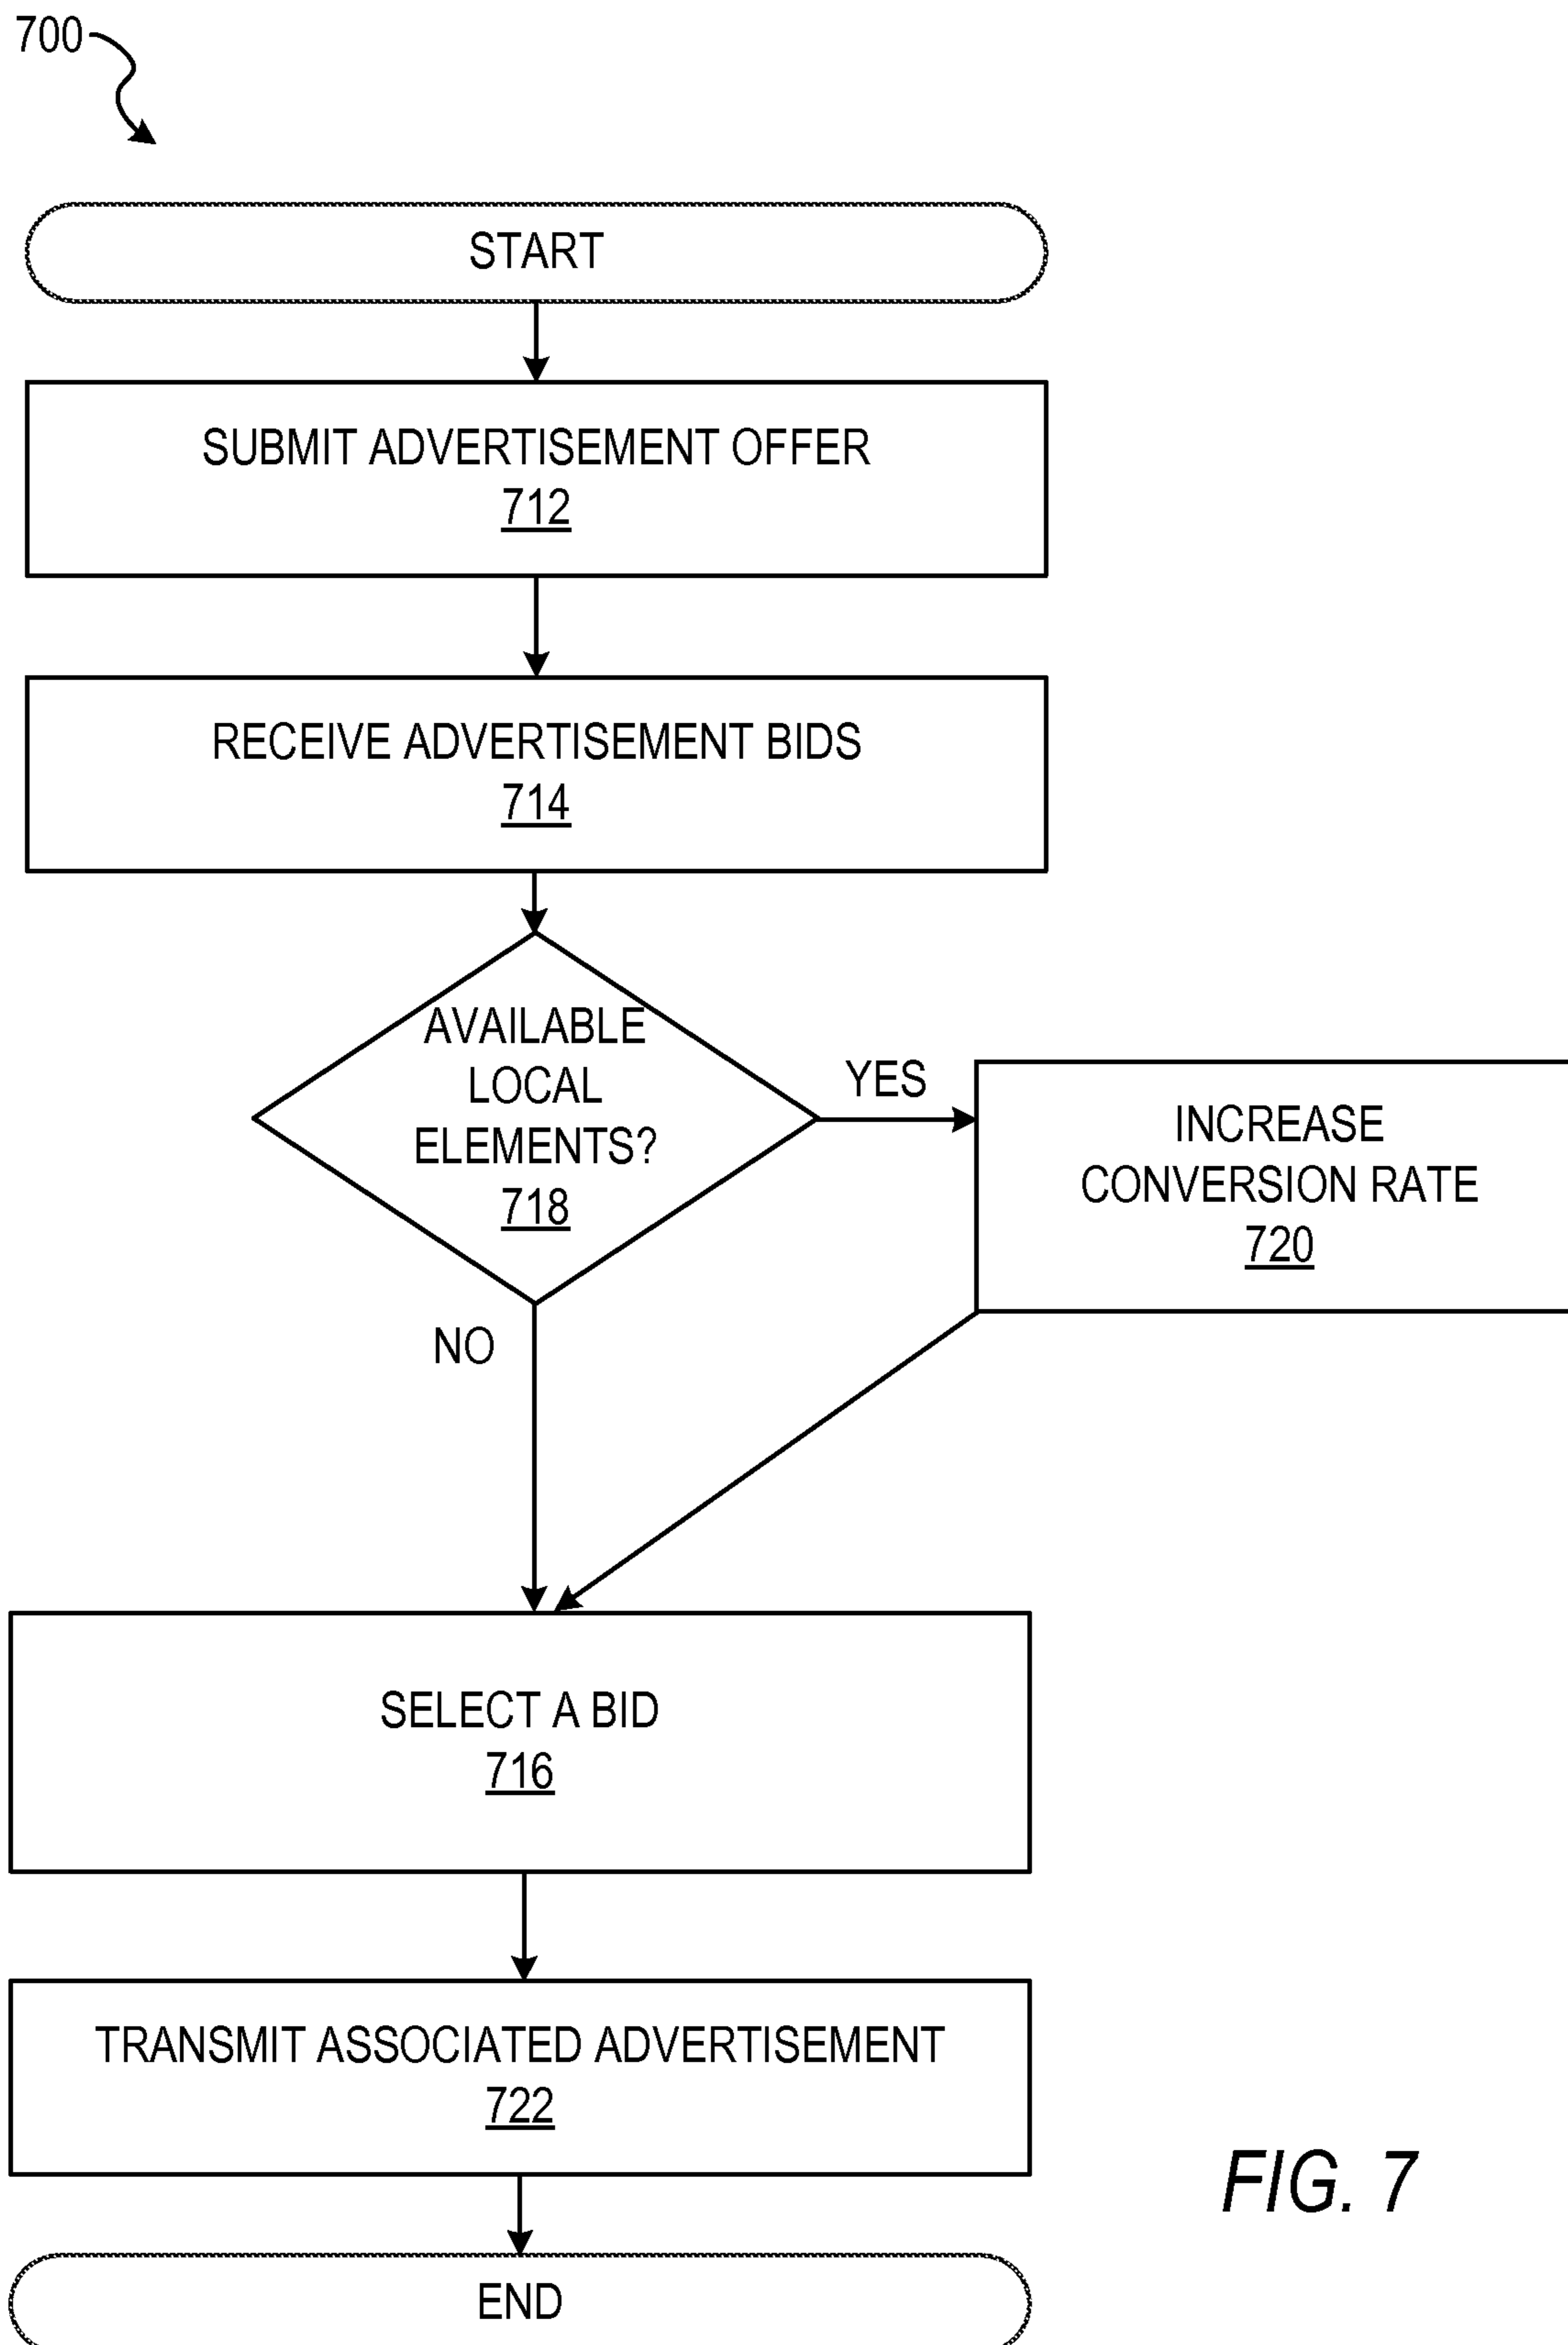 700
START
SUBMIT ADVERTISEMENT OFFER
712
RECEIVE ADVERTISEMENT BIDS
714
AVAILABLE
LOCAL
ELEMENTS?
718
YES
INCREASE
CONVERSION RATE
720
NO
SELECT A BID
716
TRANSMIT ASSOCIATED ADVERTISEMENT
722
FIG. 7
END